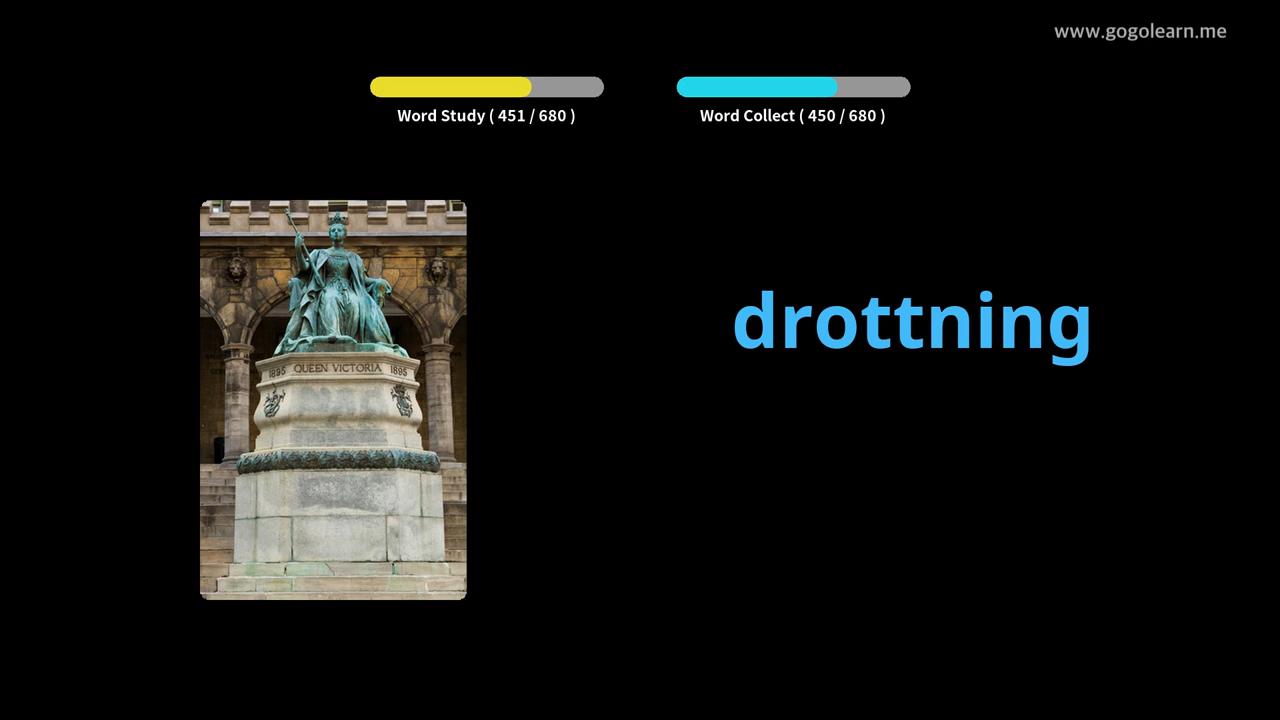 www.gogolearn.me
Word Study ( 451 / 680 )
Word Collect ( 450 / 680 )
drottning
1895 QUEEN VICTORIA 1895